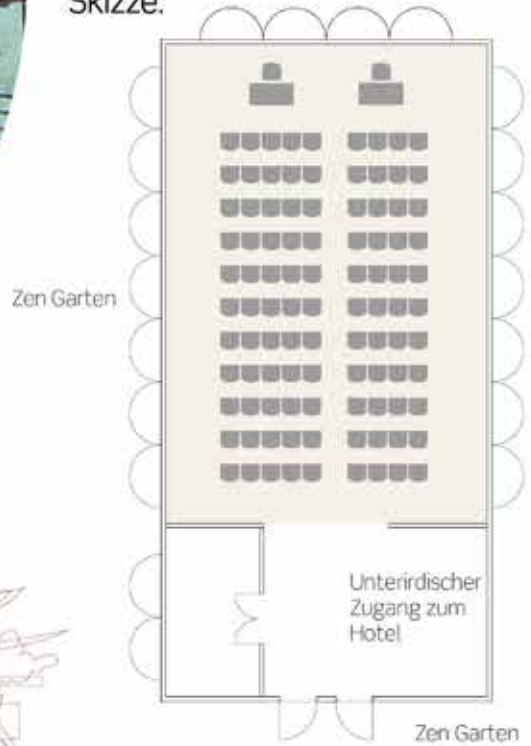 Skizze:
Zen Garten
Unterirdischer
Zugang zum
Hotel
Zen Garten